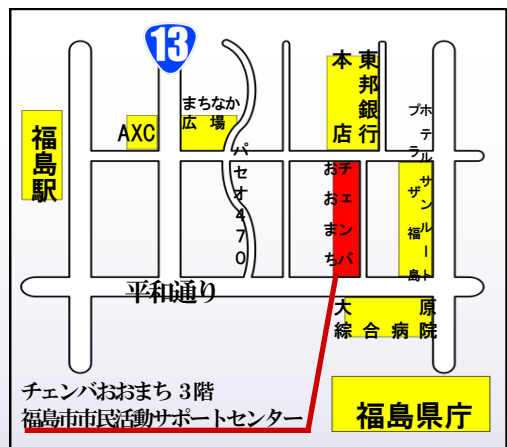 13
東邦銀行
本店
まちなか
広場
AXC
福島駅
パセオ470
チェンバ
おおまち
ホテルサンルート
プラザ福島
平和通り
大原
綜合病院
チェンバおおまち 3階
福島市市民活動サポートセンター
福島県庁